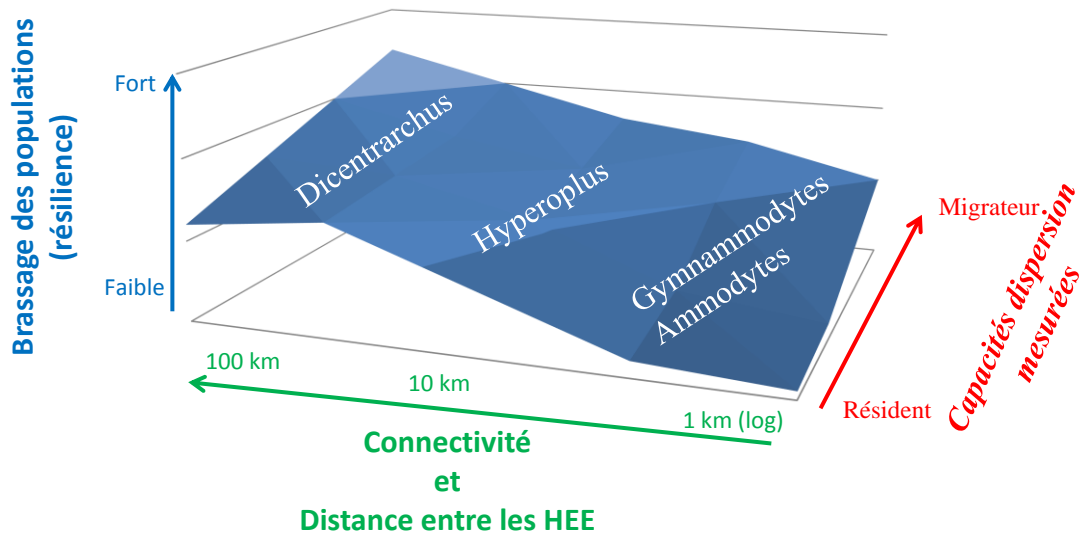 Brassage des populations
(résilience)
Fort
Faible
Dicentrarchus
Hyperoplus
Gymnammodytes
Ammodytes
Migrateur
Résident
Capacités dispersion
mesurées
100 km
10 km
1 km (log)
Connectivité
et
Distance entre les HEE